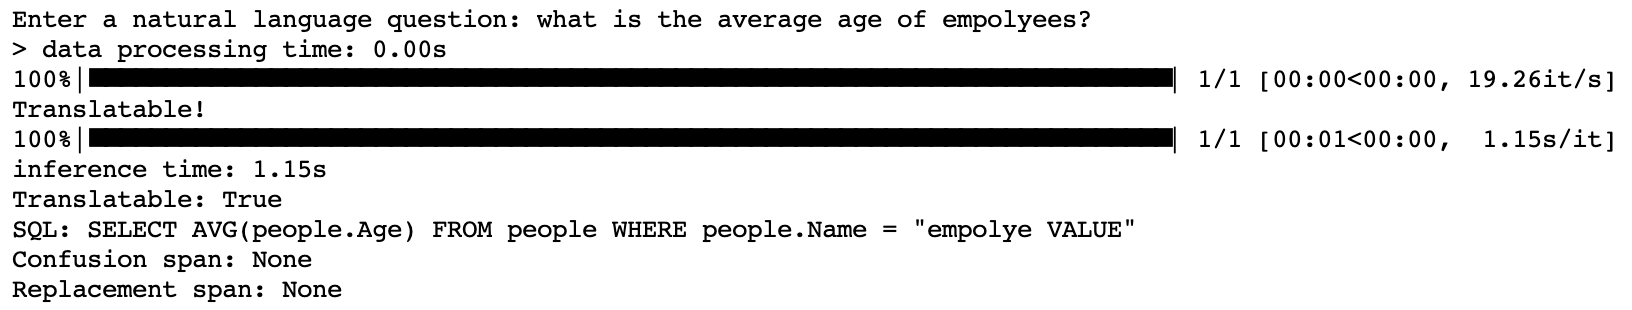 Enter a natural language question: what is the average age of empolyees?
> data processing time: 0.00s
100%|██████████| 1/1 [00:00<00:00, 19.26it/s]
Translatable!
100%|██████████| 1/1 [00:01<00:00,  1.15s/it]
inference time: 1.15s
Translatable: True
SQL: SELECT AVG(people.Age) FROM people WHERE people.Name = "empolye VALUE"
Confusion span: None
Replacement span: None